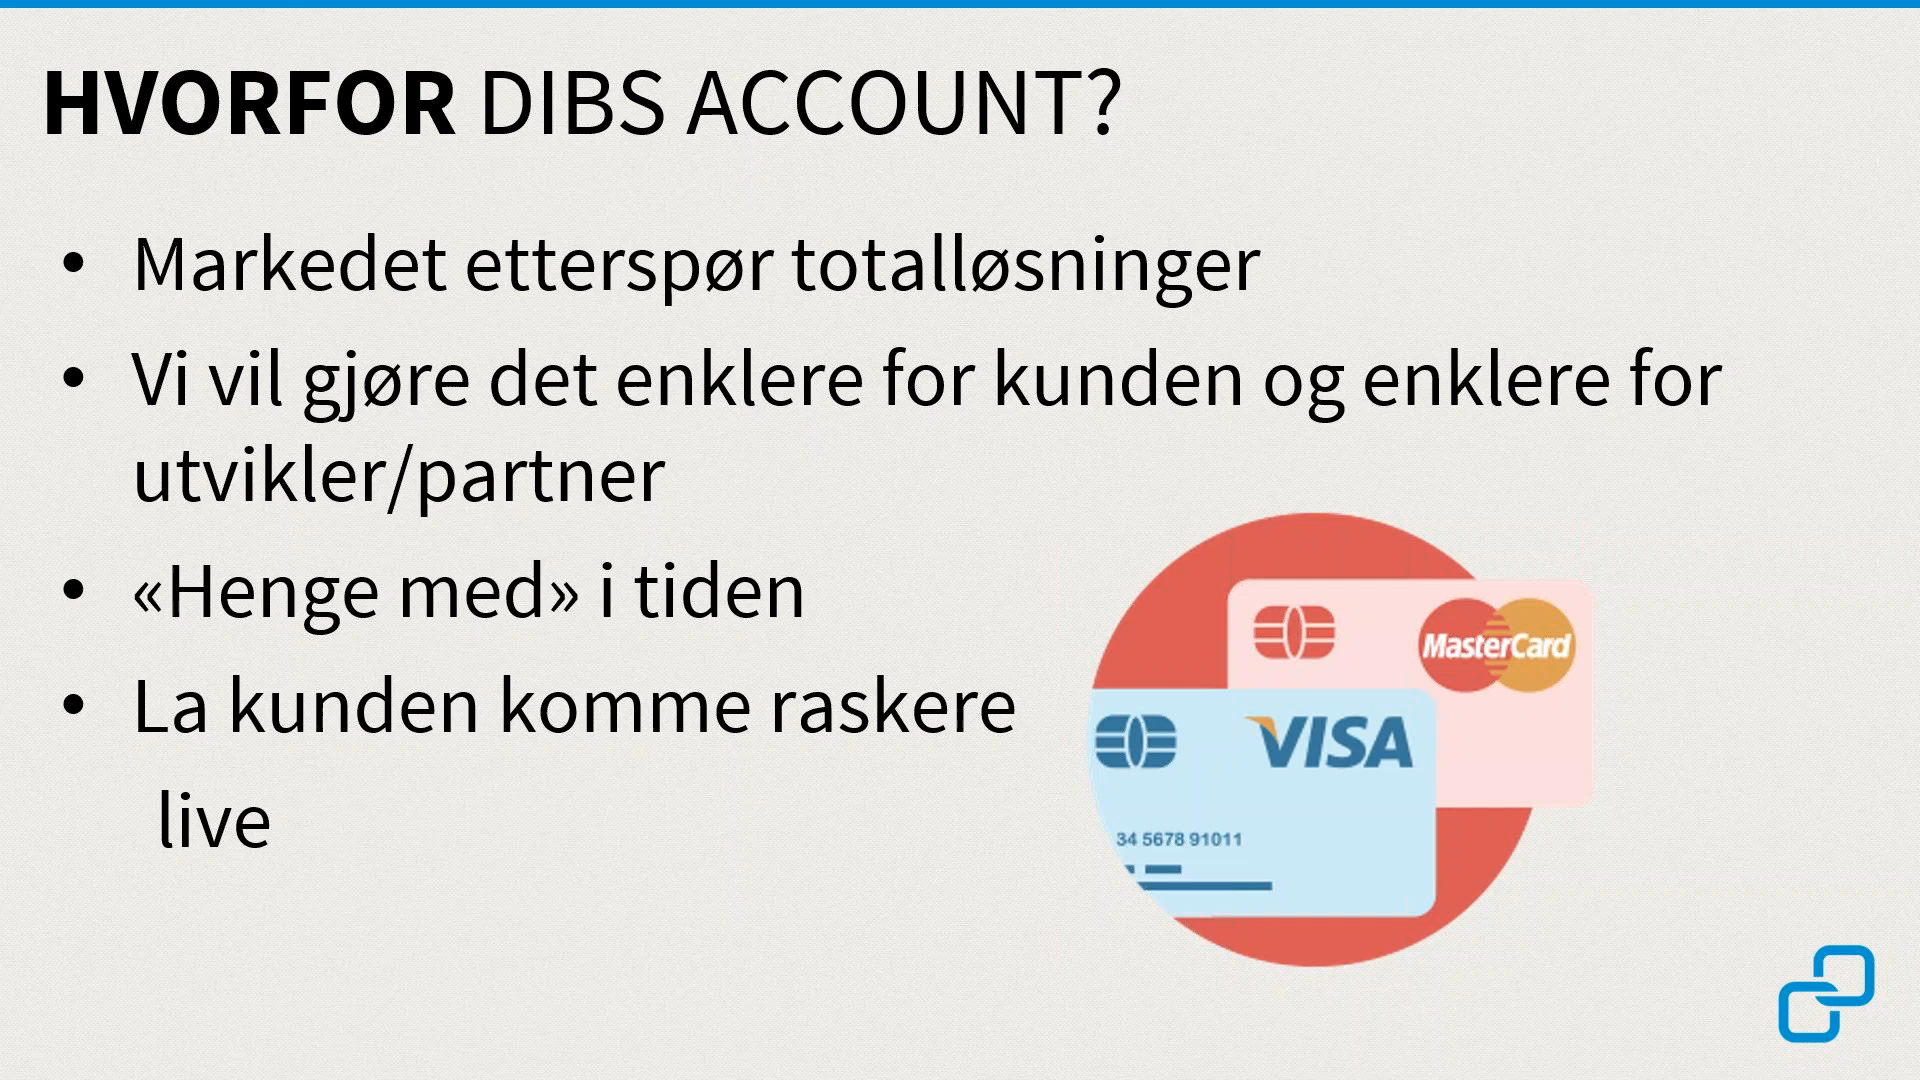 HVORFOR DIBS ACCOUNT?
• Markedet etterspør totalløsninger
• Vi vil gjøre det enklere for kunden og enklere for
utvikler/partner
• «Henge med» i tiden
• La kunden komme raskere
live
MasterCard
VISA
34 5678 91011